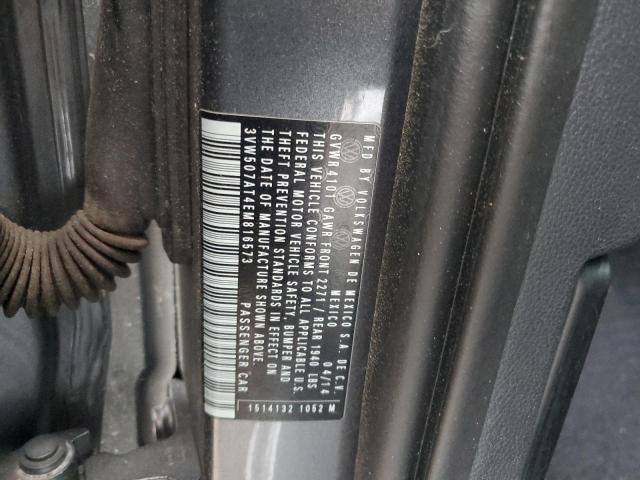 MFD BY VOLKSWAGEN DE MEXICO S.A. DE C.V.
MEXICO 04/14
GVWR 4101 GAWR FRONT 2271 / REAR 1940 LBS
THIS VEHICLE CONFORMS TO ALL APPLICABLE U.S.
FEDERAL MOTOR VEHICLE SAFETY, BUMPER AND
THEFT PREVENTION STANDARDS IN EFFECT ON
THE DATE OF MANUFACTURE SHOWN ABOVE.
3VW507AT4EM816573 PASSENGER CAR
1514132 1052 M